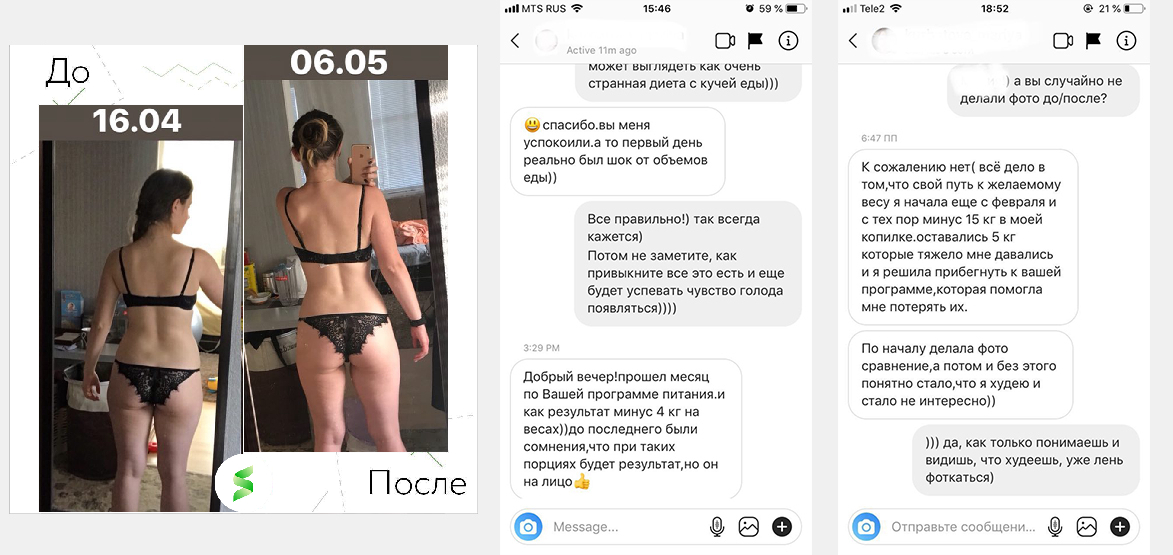 До
16.04
06.05
После
MTS RUS
15:46
59 %
Active 11m ago
может выглядеть как очень
странная диета с кучей еды)))
😃спасибо.вы меня
успокоили.а то первый день
реально был шок от объемов
еды))
Все правильно!) так всегда
кажется)
Потом не заметите, как
привыкните все это есть и еще
будет успевать чувство голода
появляться))))
3:29 PM
Добрый вечер!прошел месяц
по Вашей программе питания.и
как результат минус 4 кг на
весах))до последнего были
сомнения,что при таких
порциях будет результат,но он
на лицо👍
Message...
Tele2
18:52
21 %
) а вы случайно не
делали фото до/после?
6:47 ПП
К сожалению нет( всё дело в
том,что свой путь к желаемому
весу я начала еще с февраля и
с тех пор минус 15 кг в моей
копилке.оставались 5 кг
которые тяжело мне давались
и я решила прибегнуть к вашей
программе,которая помогла
мне потерять их.
По началу делала фото
сравнение,а потом и без этого
понятно стало,что я худею и
стало не интересно))
))) да, как только понимаешь и
видишь, что худеешь, уже лень
фоткаться)
Отправьте сообщени...